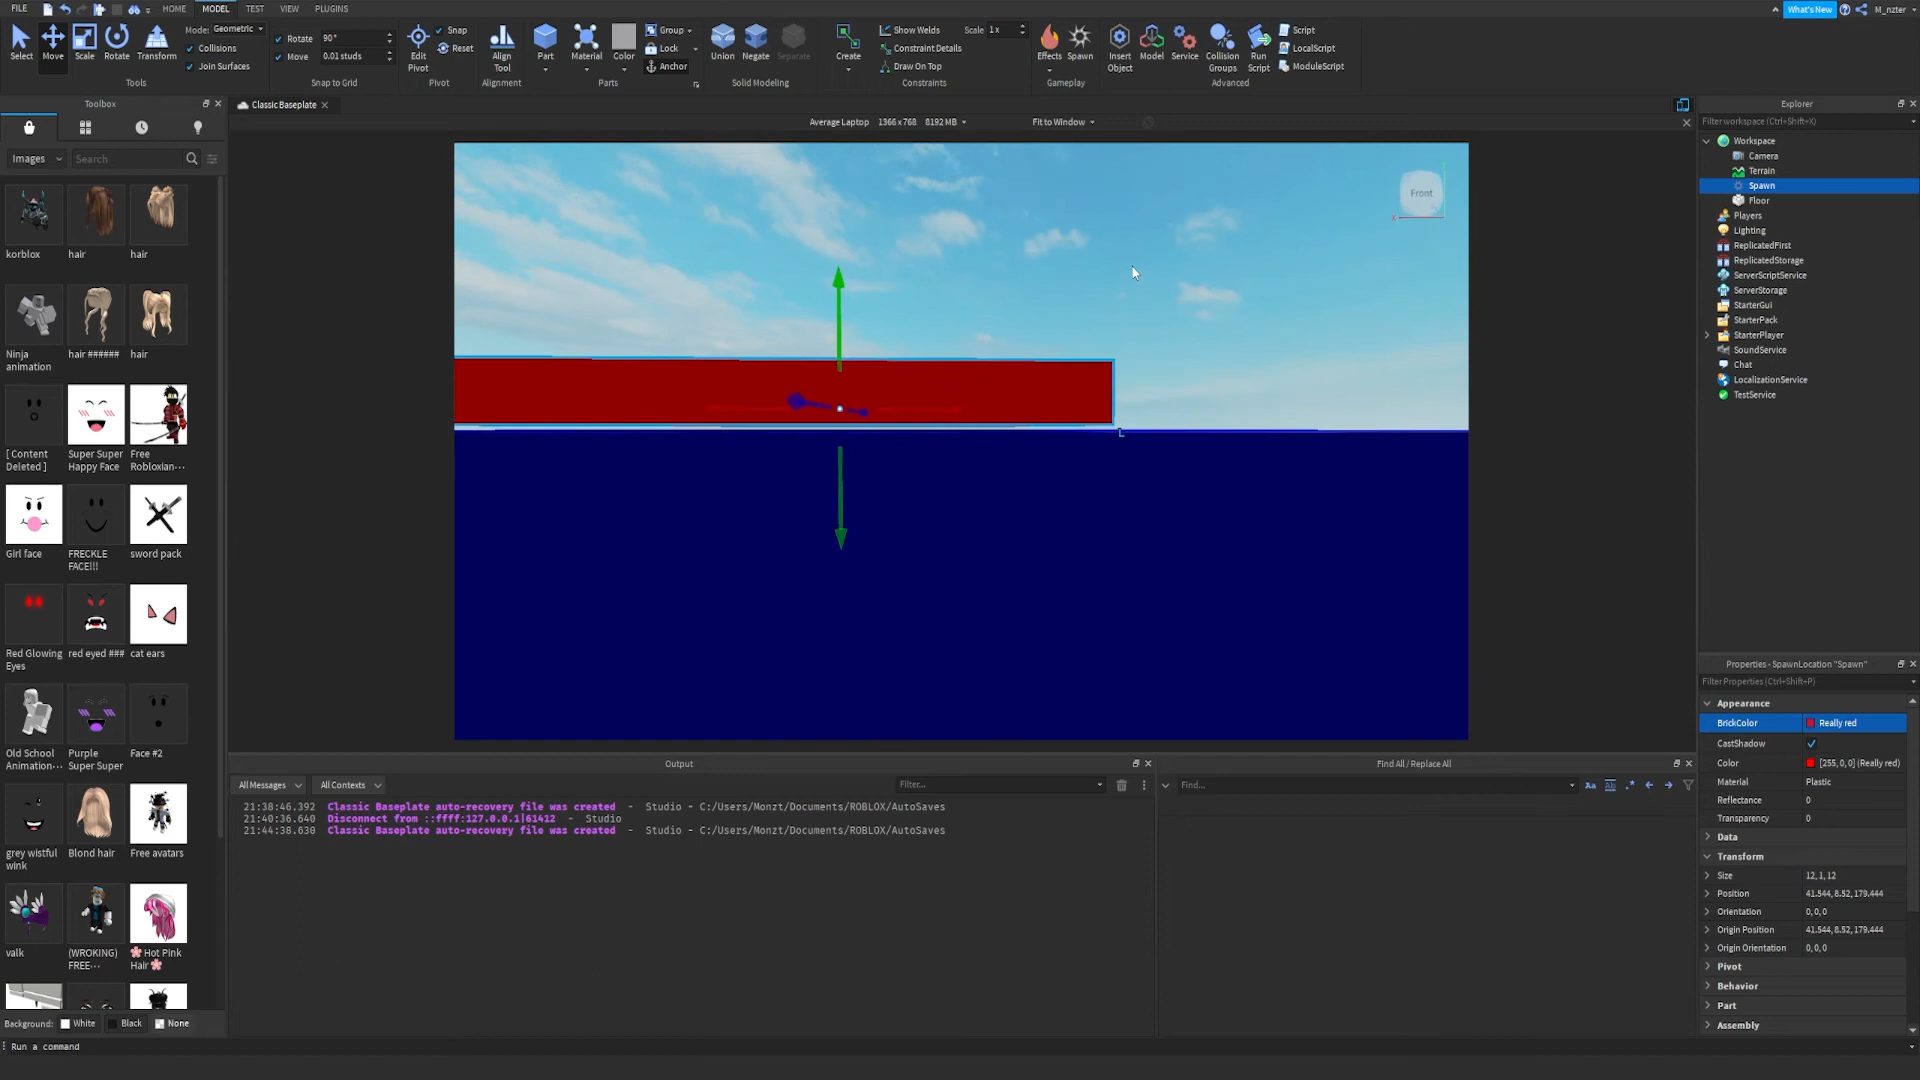 FILE
HOME
MODEL
TEST
VIEW
PLUGINS
What's New
M_nzter
Select
Move
Scale
Rotate
Transform
Mode: Geometric
Collisions
Join Surfaces
Tools
Rotate 90°
Move 0.01 studs
Snap to Grid
Edit Pivot
Snap
Reset
Pivot
Align Tool
Alignment
Part
Material
Color
Group
Lock
Anchor
Parts
Union
Negate
Separate
Solid Modeling
Create
Show Welds
Scale 1x
Constraint Details
Draw On Top
Constraints
Effects
Spawn
Gameplay
Insert Object
Model
Service
Collision Groups
Run Script
Script
LocalScript
ModuleScript
Advanced
Toolbox
Images
Search
korblox
hair
hair
Ninja animation
hair ######
hair
[ Content Deleted ]
Super Super Happy Face
Free Robloxian···
Girl face
FRECKLE FACE!!!
sword pack
Red Glowing Eyes
red eyed ###
cat ears
Old School Animation···
Purple Super Super
Face #2
grey wistful wink
Blond hair
Free avatars
valk
(WROKING) FREE···
🌸Hot Pink Hair🌸
Background: White Black None
Run a command
Classic Baseplate
Average Laptop 1366 x 768 8192 MB
Fit to Window
Front
X
L
Output
All Messages
All Contexts
Filter...
21:38:46.392 Classic Baseplate auto-recovery file was created - Studio - C:/Users/Monzt/Documents/ROBLOX/AutoSaves
21:40:36.640 Disconnect from ::ffff:127.0.0.1|61412 - Studio
21:44:38.630 Classic Baseplate auto-recovery file was created - Studio - C:/Users/Monzt/Documents/ROBLOX/AutoSaves
Find All / Replace All
Find...
Aa
Ab
Explorer
Filter workspace (Ctrl+Shift+X)
Workspace
Camera
Terrain
Spawn
Floor
Players
Lighting
ReplicatedFirst
ReplicatedStorage
ServerScriptService
ServerStorage
StarterGui
StarterPack
StarterPlayer
SoundService
Chat
LocalizationService
TestService
Properties - SpawnLocation "Spawn"
Filter Properties (Ctrl+Shift+P)
Appearance
BrickColor Really red
CastShadow
Color [255, 0, 0] (Really red)
Material Plastic
Reflectance 0
Transparency 0
Data
Transform
Size 12, 1, 12
Position 41.544, 8.52, 179.444
Orientation 0, 0, 0
Origin Position 41.544, 8.52, 179.444
Origin Orientation 0, 0, 0
Pivot
Behavior
Part
Assembly